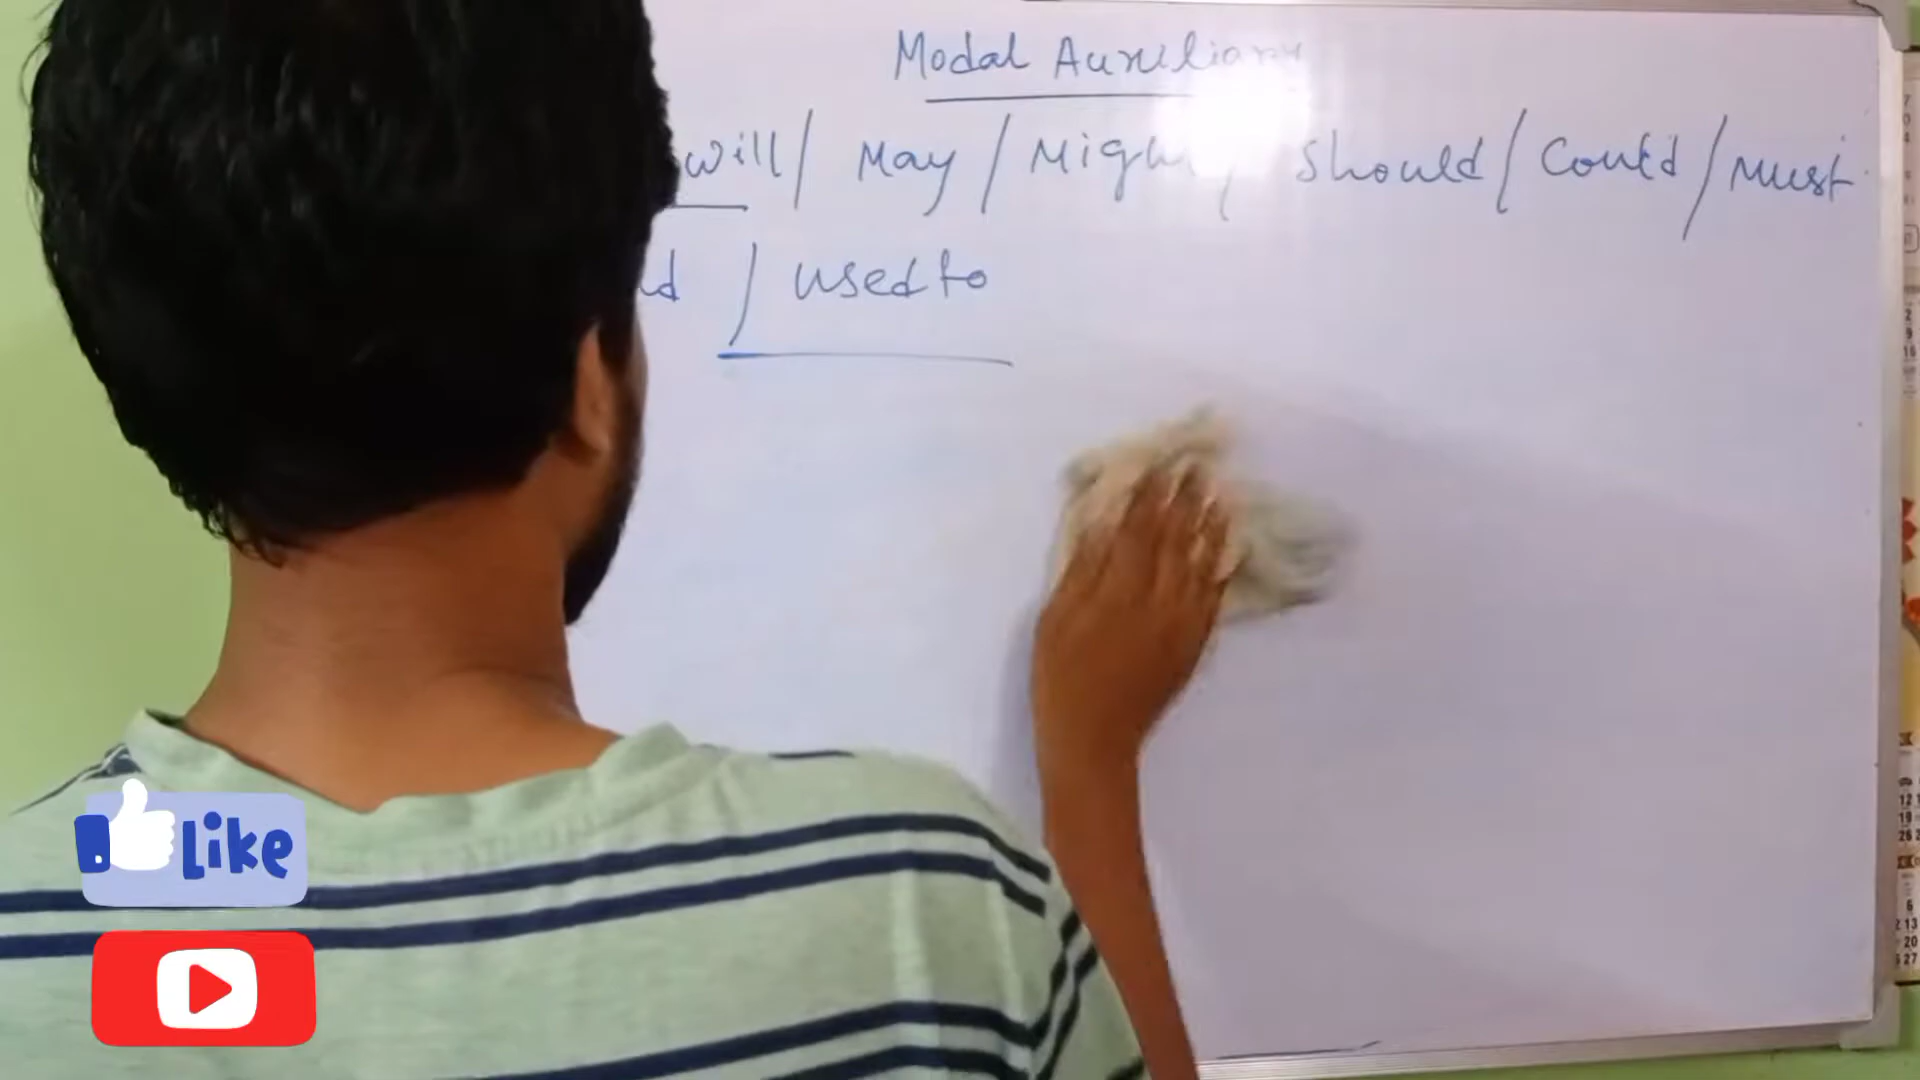 Modal Auxiliary
will / May / Might / Should / Could / Must
/ used to
Like